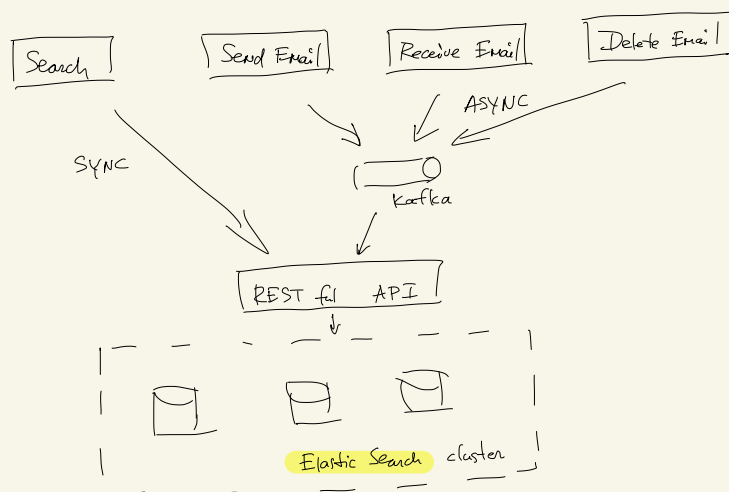 Search
Send Email
Receive Email
Delete Email
ASYNC
SYNC
Kafka
RESTful API
Elastic Search cluster